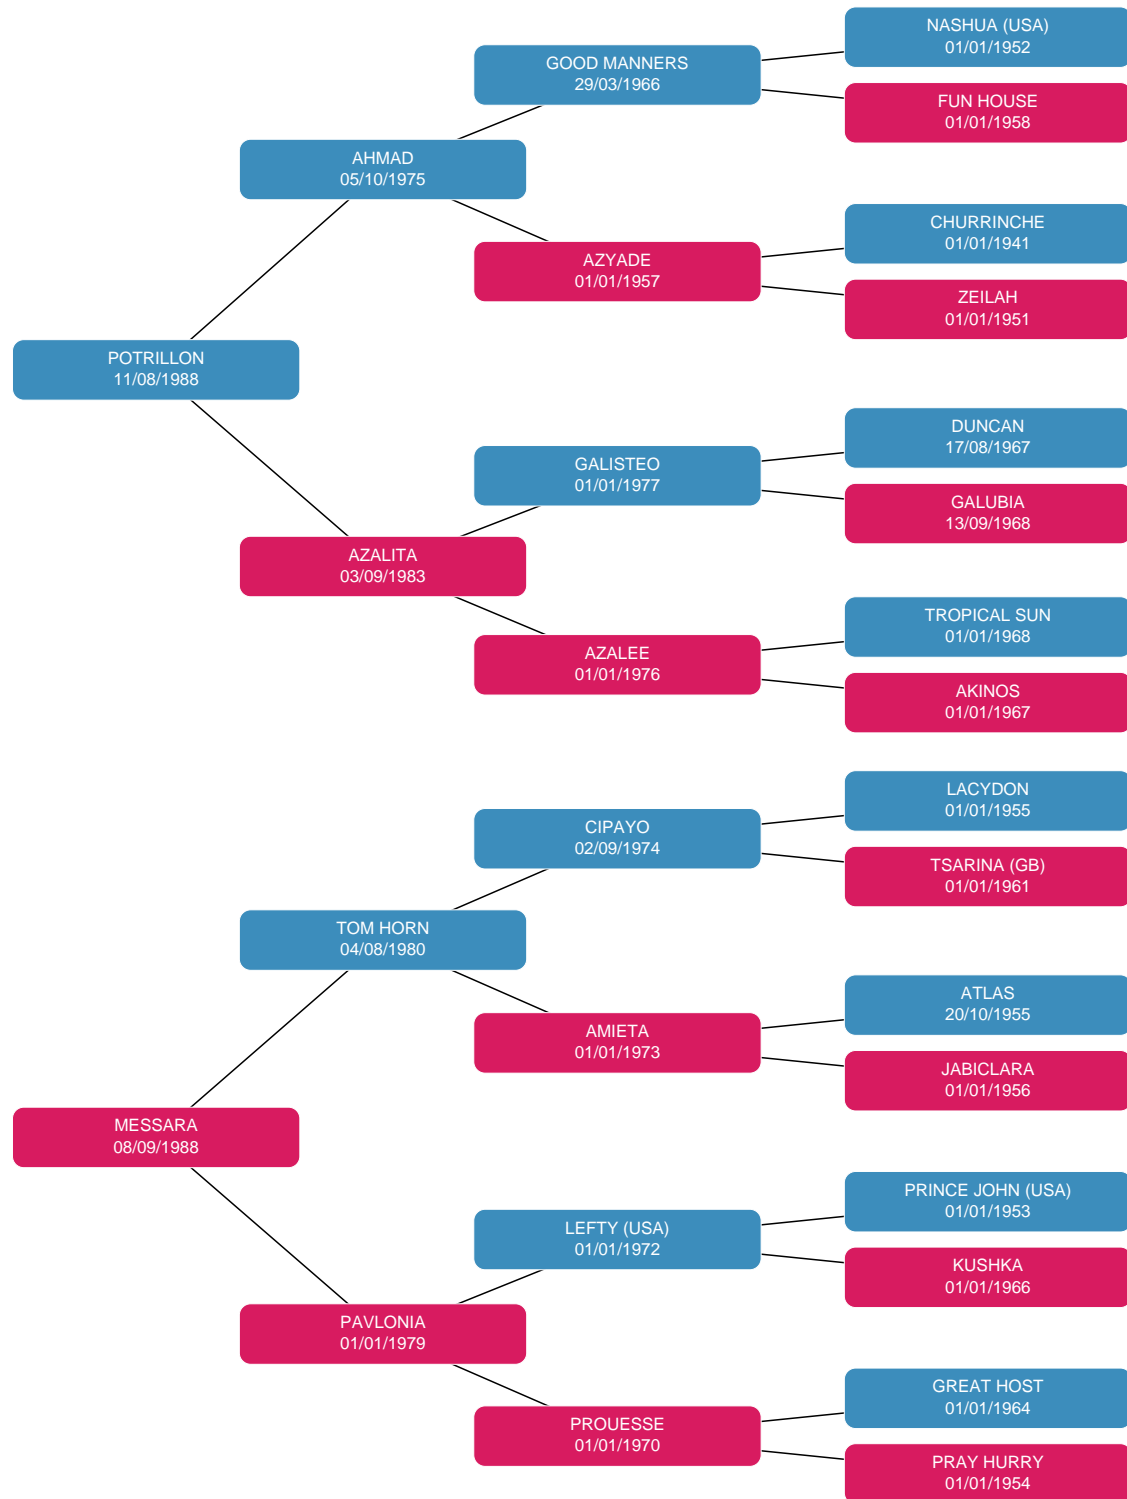 NASHUA (USA)
01/01/1952
GOOD MANNERS
29/03/1966
FUN HOUSE
01/01/1958
AHMAD
05/10/1975
CHURRINCHE
01/01/1941
AZYADE
01/01/1957
ZEILAH
01/01/1951
POTRILLON
11/08/1988
DUNCAN
17/08/1967
GALISTEO
01/01/1977
GALUBIA
13/09/1968
AZALITA
03/09/1983
TROPICAL SUN
01/01/1968
AZALEE
01/01/1976
AKINOS
01/01/1967
LACYDON
01/01/1955
CIPAYO
02/09/1974
TSARINA (GB)
01/01/1961
TOM HORN
04/08/1980
ATLAS
20/10/1955
AMIETA
01/01/1973
JABICLARA
01/01/1956
MESSARA
08/09/1988
PRINCE JOHN (USA)
01/01/1953
LEFTY (USA)
01/01/1972
KUSHKA
01/01/1966
PAVLONIA
01/01/1979
GREAT HOST
01/01/1964
PROUESSE
01/01/1970
PRAY HURRY
01/01/1954